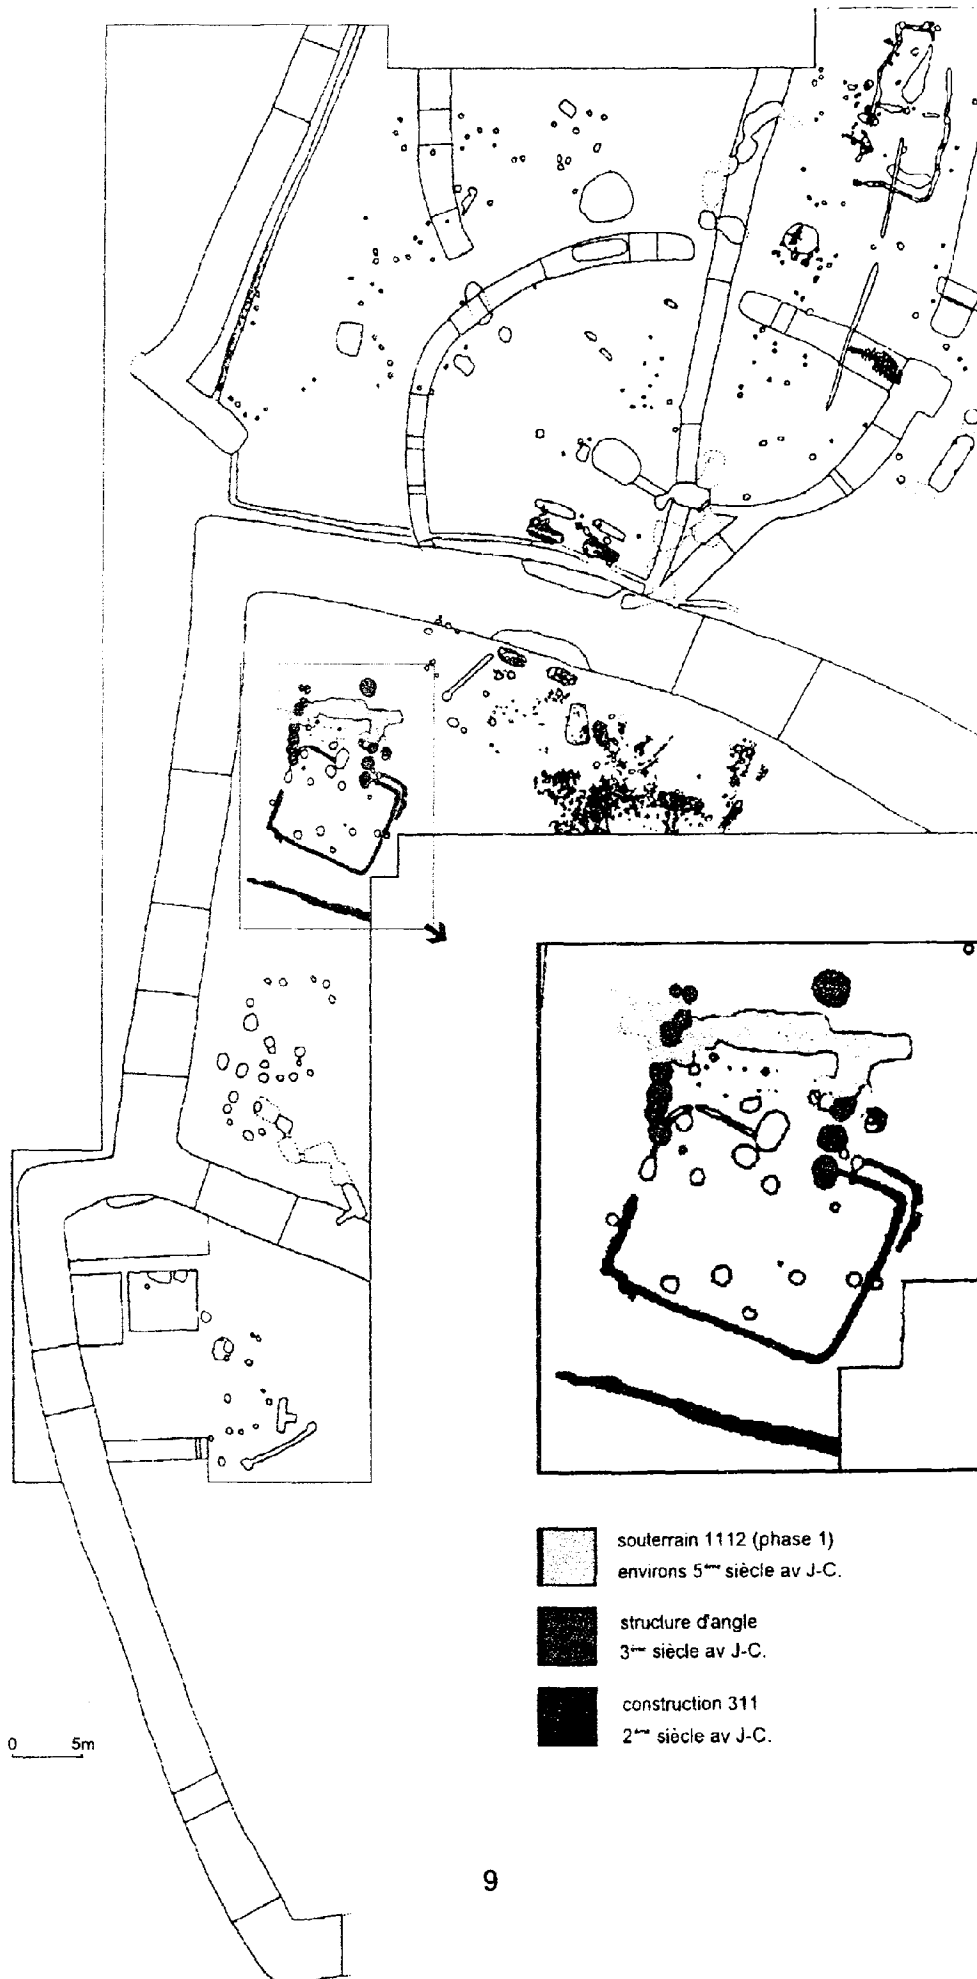 souterrain 1112 (phase 1)
environs 5ème siècle av J-C.
structure d'angle
3ème siècle av J-C.
construction 311
2ème siècle av J-C.
0 5m
9